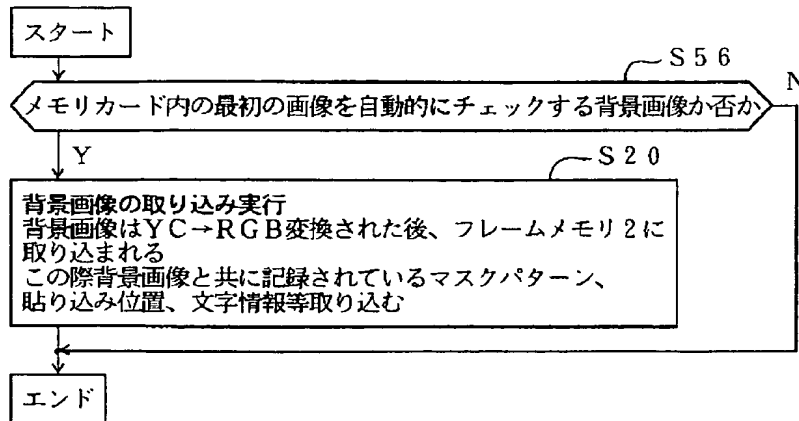 スタート
S56
N
メモリカード内の最初の画像を自動的にチェックする背景画像か否か
Y
S20
背景画像の取り込み実行
背景画像はYC→RGB変換された後、フレームメモリ2に
取り込まれる
この際背景画像と共に記録されているマスクパターン、
貼り込み位置、文字情報等取り込む
エンド